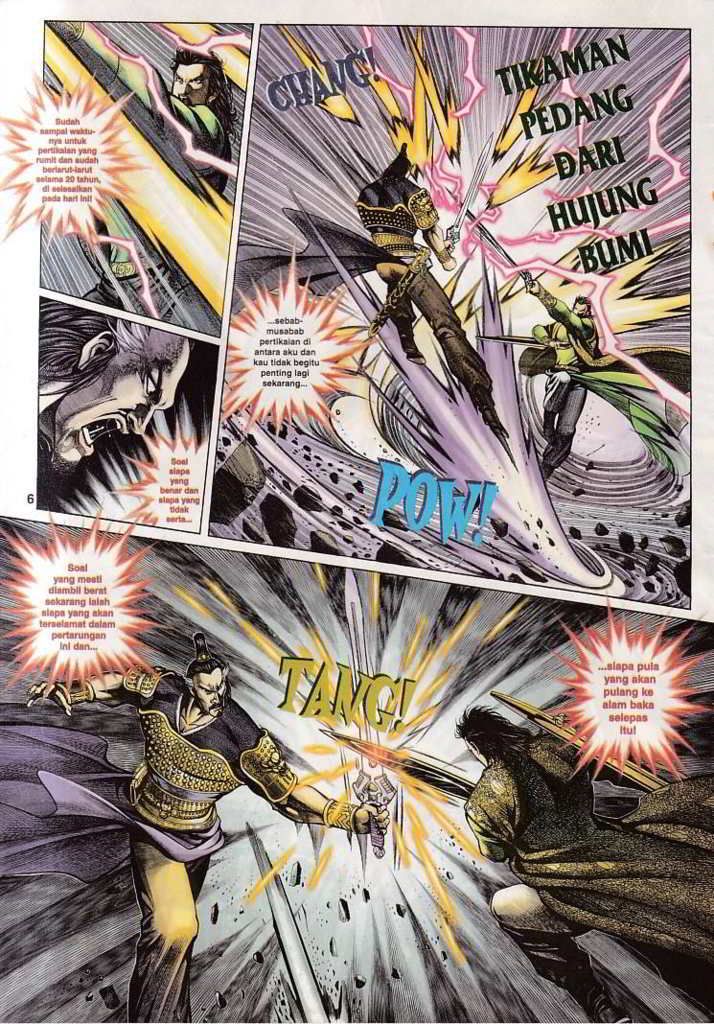 Sudah
sampai waktu-
nya untuk
pertikaian yang
rumit dan sudah
berlarut-larut
selama 20 tahun,
di selesaikan
pada hari ini!
CHANG!
TIKAMAN
PEDANG
DARI
HUJUNG
BUMI
...sebab-
musabab
pertikaian di
antara aku dan
kau tidak begitu
penting lagi
sekarang...
POW!
Soal
siapa
yang
benar dan
siapa yang
tidak
serta...
6
Soal
yang mesti
diambil berat
sekarang ialah
siapa yang akan
terselamat dalam
pertarungan
ini dan...
TANG!
...siapa pula
yang akan
pulang ke
alam baka
selepas
itu!